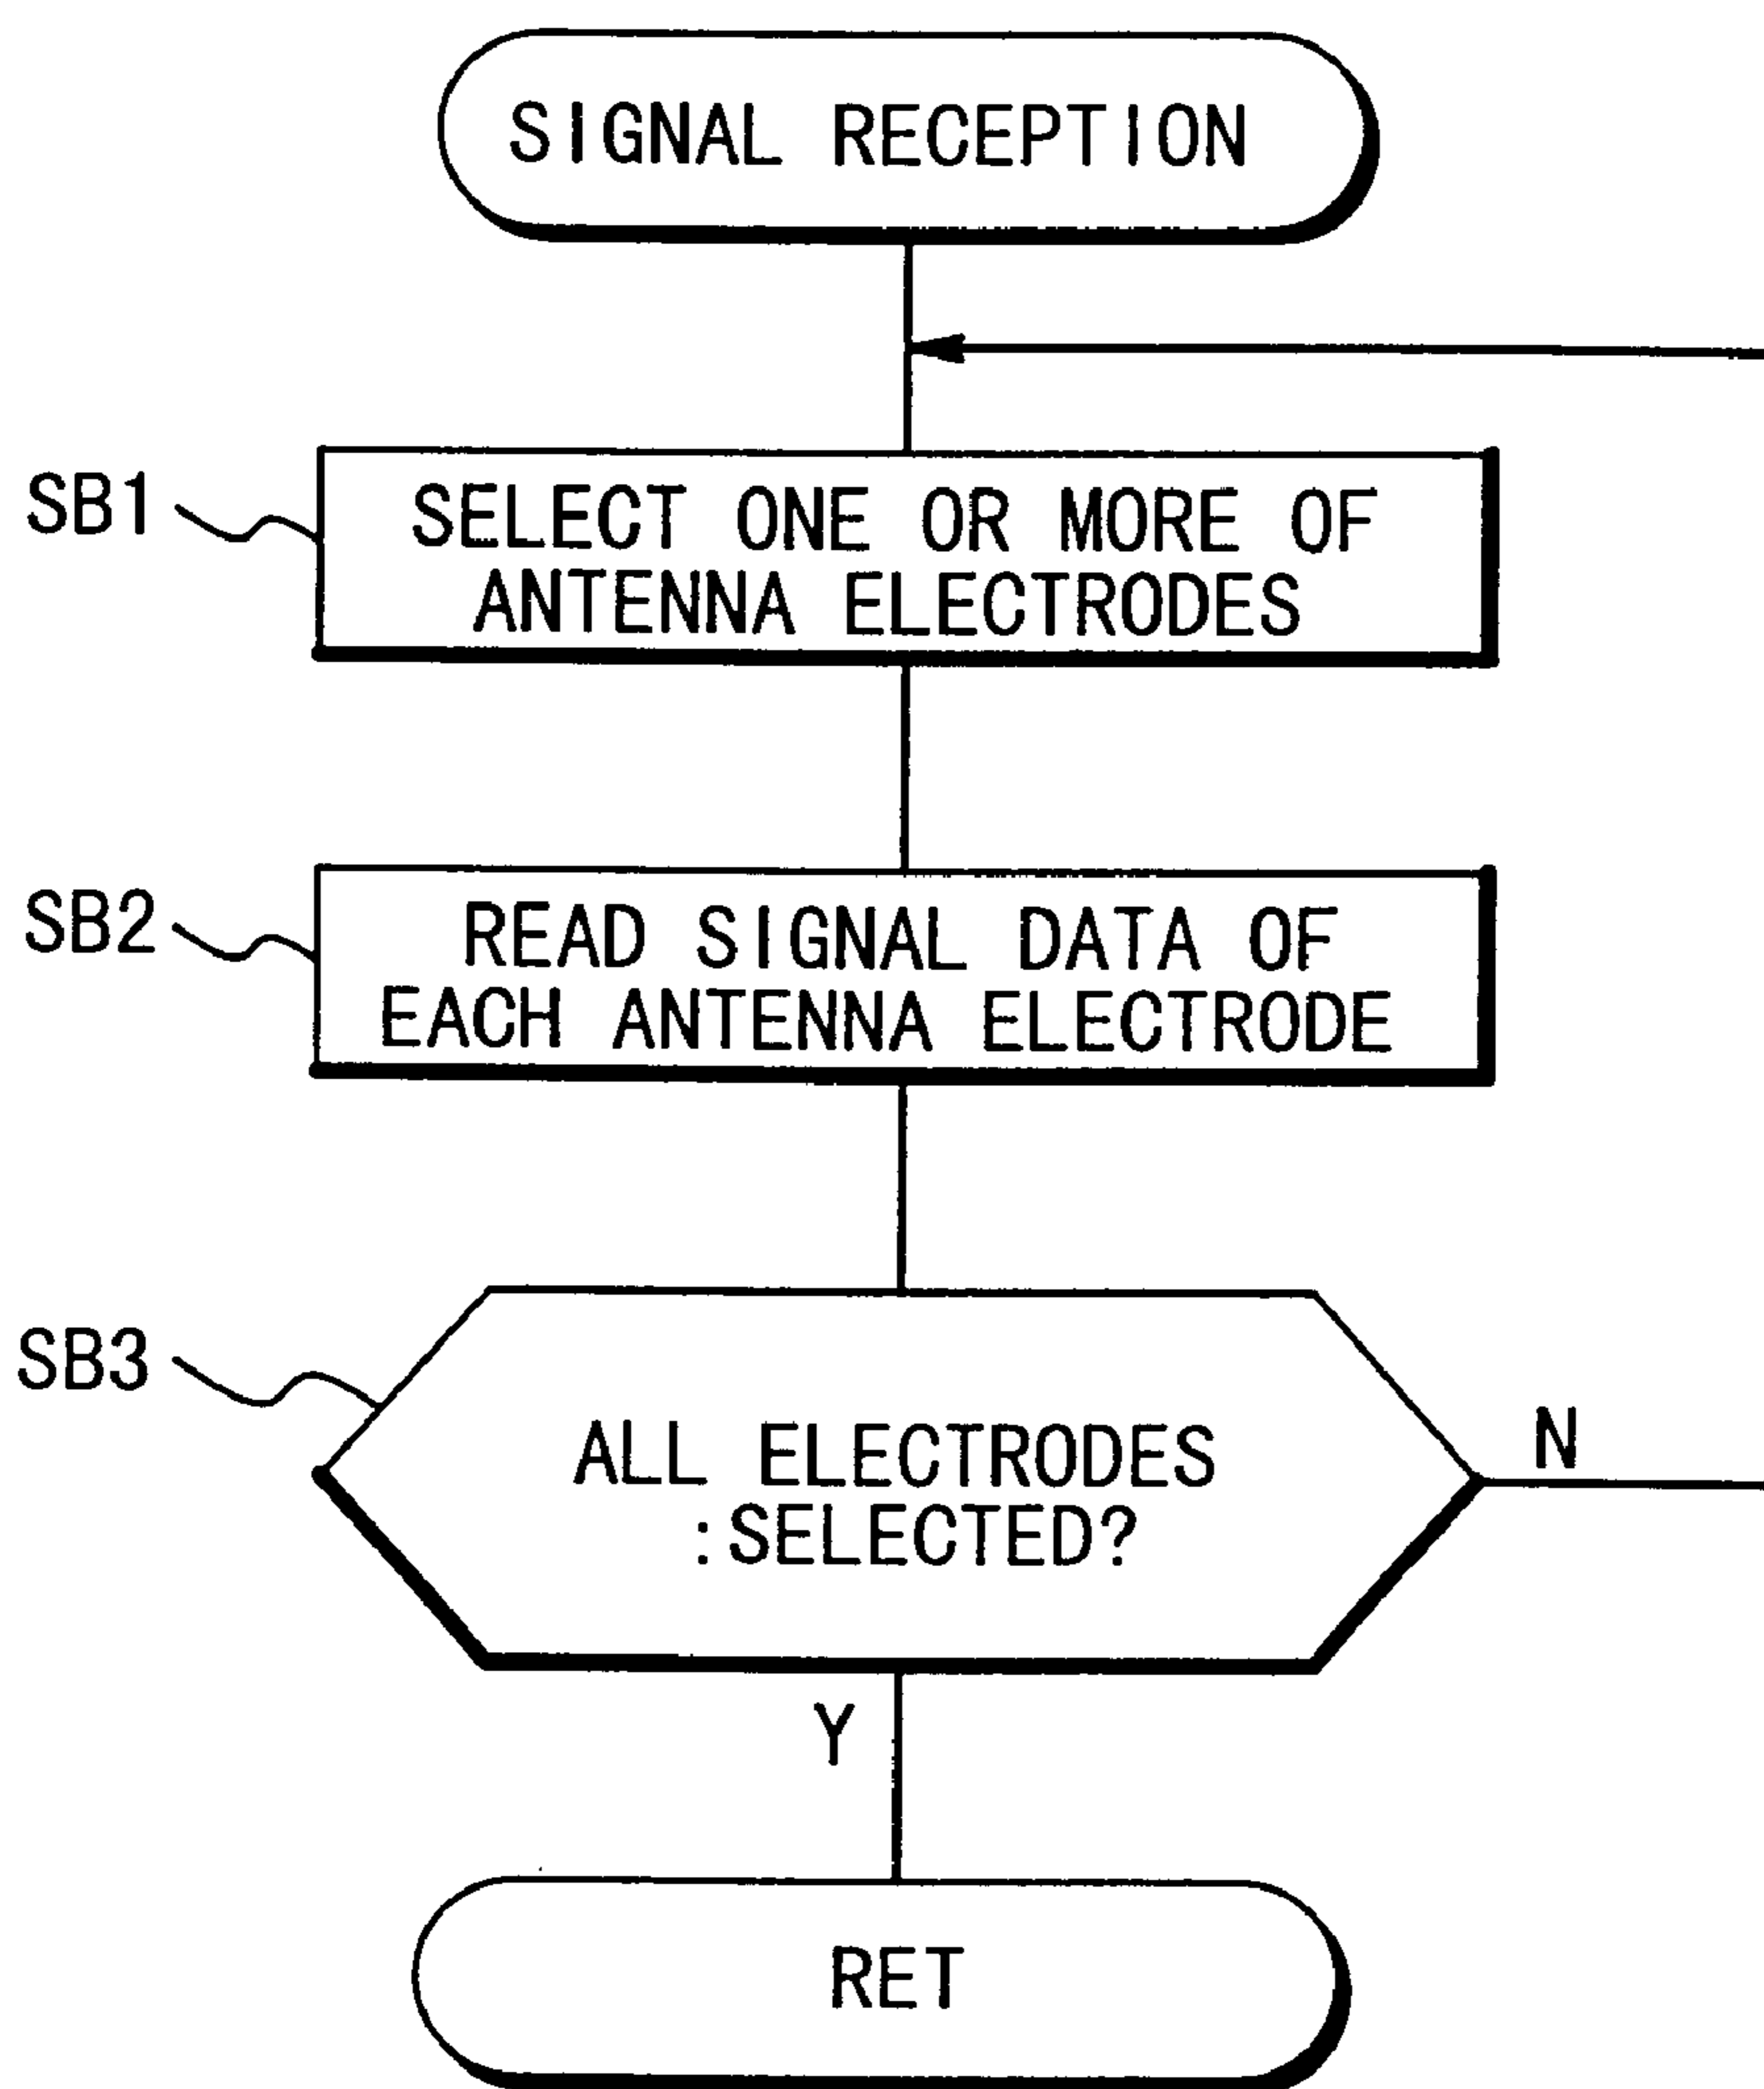 SIGNAL RECEPTION
SB1
SELECT ONE OR MORE OF
ANTENNA ELECTRODES
SB2
READ SIGNAL DATA OF
EACH ANTENNA ELECTRODE
SB3
ALL ELECTRODES
:SELECTED?
N
Y
RET